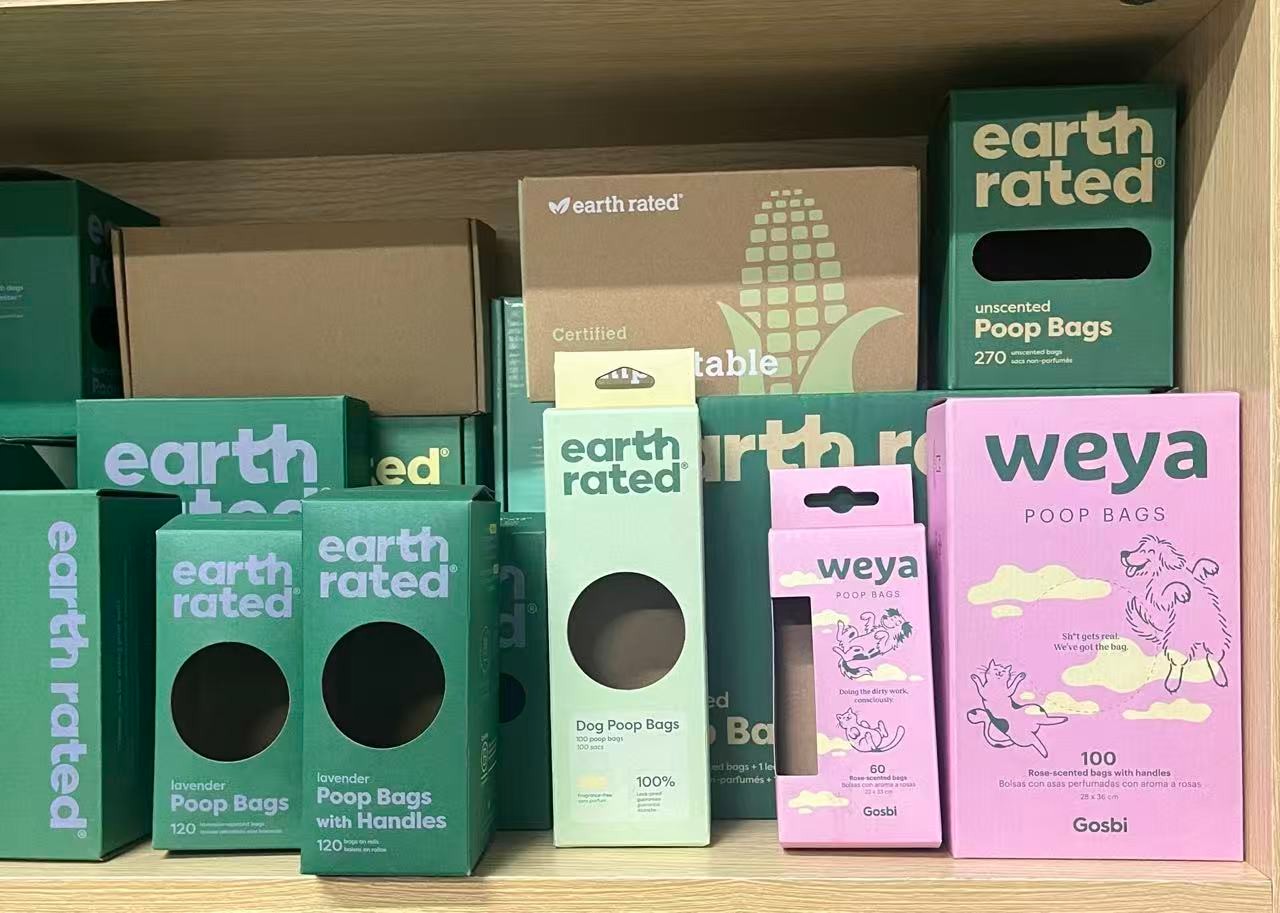 earth rated
Certified
table
earth
rated®
unscented
Poop Bags
270 unscented bags
sacs non-parfumés
earth
rated
ed®
earth rated®
earth
rated®
lavender
Poop Bags
120
earth
rated®
lavender
Poop Bags
with Handles
120 bags on rolls
earth
rated®
Dog Poop Bags
100 poop bags
100 sacs
100%
weya
POOP BAGS
Doing the dirty work,
consciously.
60
Rose-scented bags
Bolsas con aroma a rosas
22 x 33 cm
Gosbi
weya
POOP BAGS
Sh*t gets real.
We've got the bag.
100
Rose-scented bags with handles
Bolsas con asas perfumadas con aroma a rosas
28 x 36 cm
Gosbi